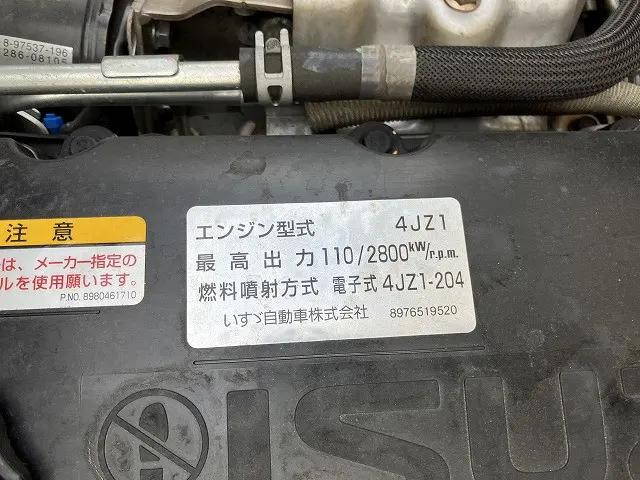 8-97537-196
286-08105
エンジン型式 4JZ1
最高出力 110/2800kW/r.p.m.
燃料噴射方式 電子式 4JZ1-204
いすゞ自動車株式会社 8976519520
注意
は、メーカー指定の
ルを使用願います。
P.NO. 8980461710
ISUZ